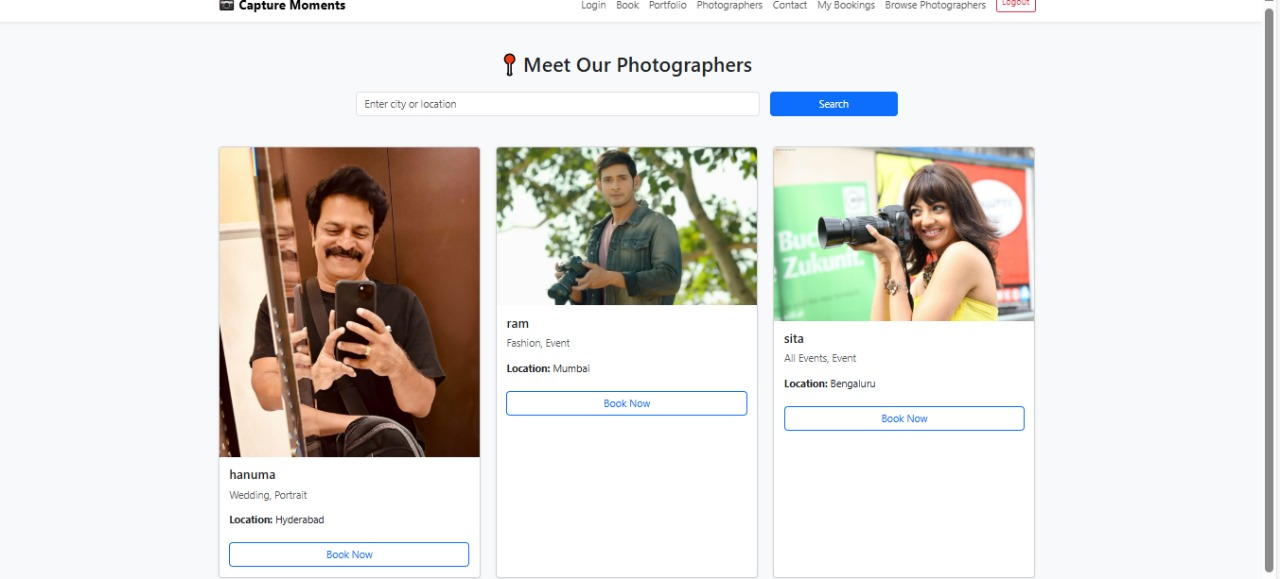 Capture Moments
Login Book Portfolio Photographers Contact My Bookings Browse Photographers Logout
Meet Our Photographers
Enter city or location
Search
Zukunft.
hanuma
Wedding, Portrait
Location: Hyderabad
Book Now
ram
Fashion, Event
Location: Mumbai
Book Now
sita
All Events, Event
Location: Bengaluru
Book Now